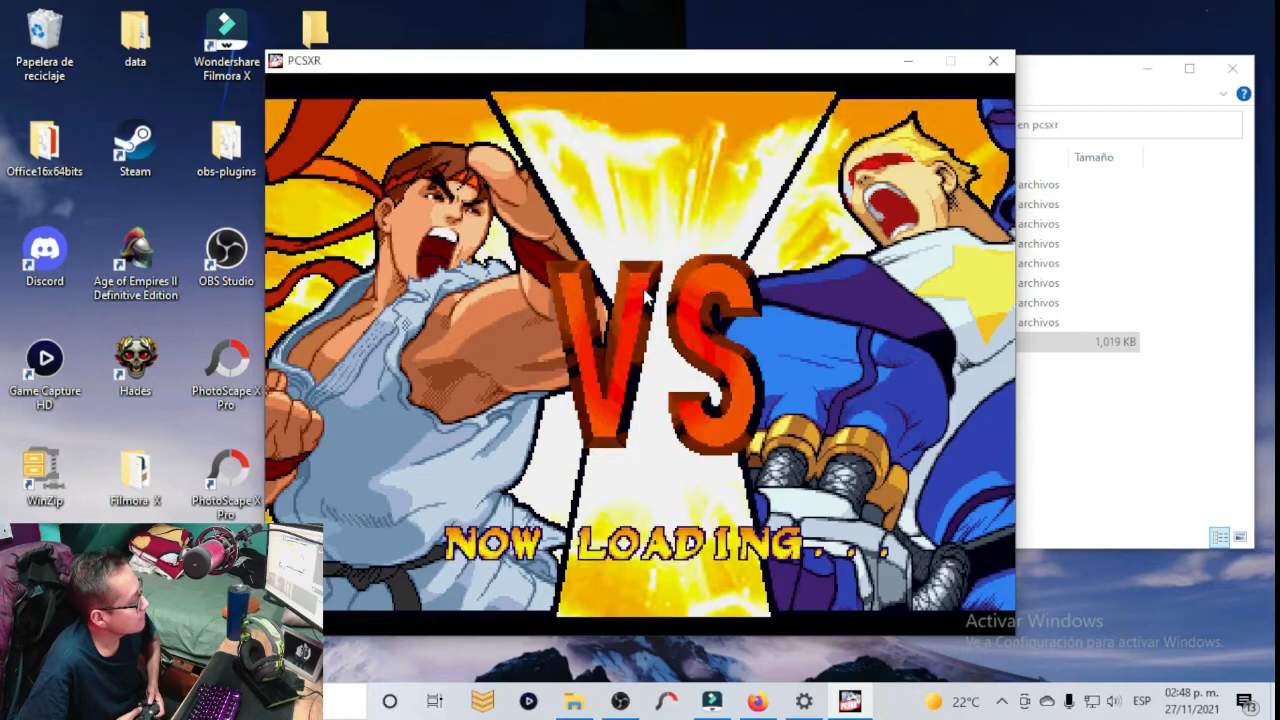 Papelera de
reciclaje
data
Wondershare
Filmora X
Office16x64bits
Steam
obs-plugins
Discord
Age of Empires II
Definitive Edition
OBS Studio
Game Capture
HD
Hades
PhotoScape X
Pro
WinZip
Filmora X
PhotoScape X
Pro
PCSXR
VS
NOW LOADING...
en pcsxr
Tamaño
archivos
archivos
archivos
archivos
archivos
archivos
archivos
archivos
1,019 KB
Activar Windows
Ve a Configuración para activar Windows.
22°C
ESP
02:48 p. m.
27/11/2021
13